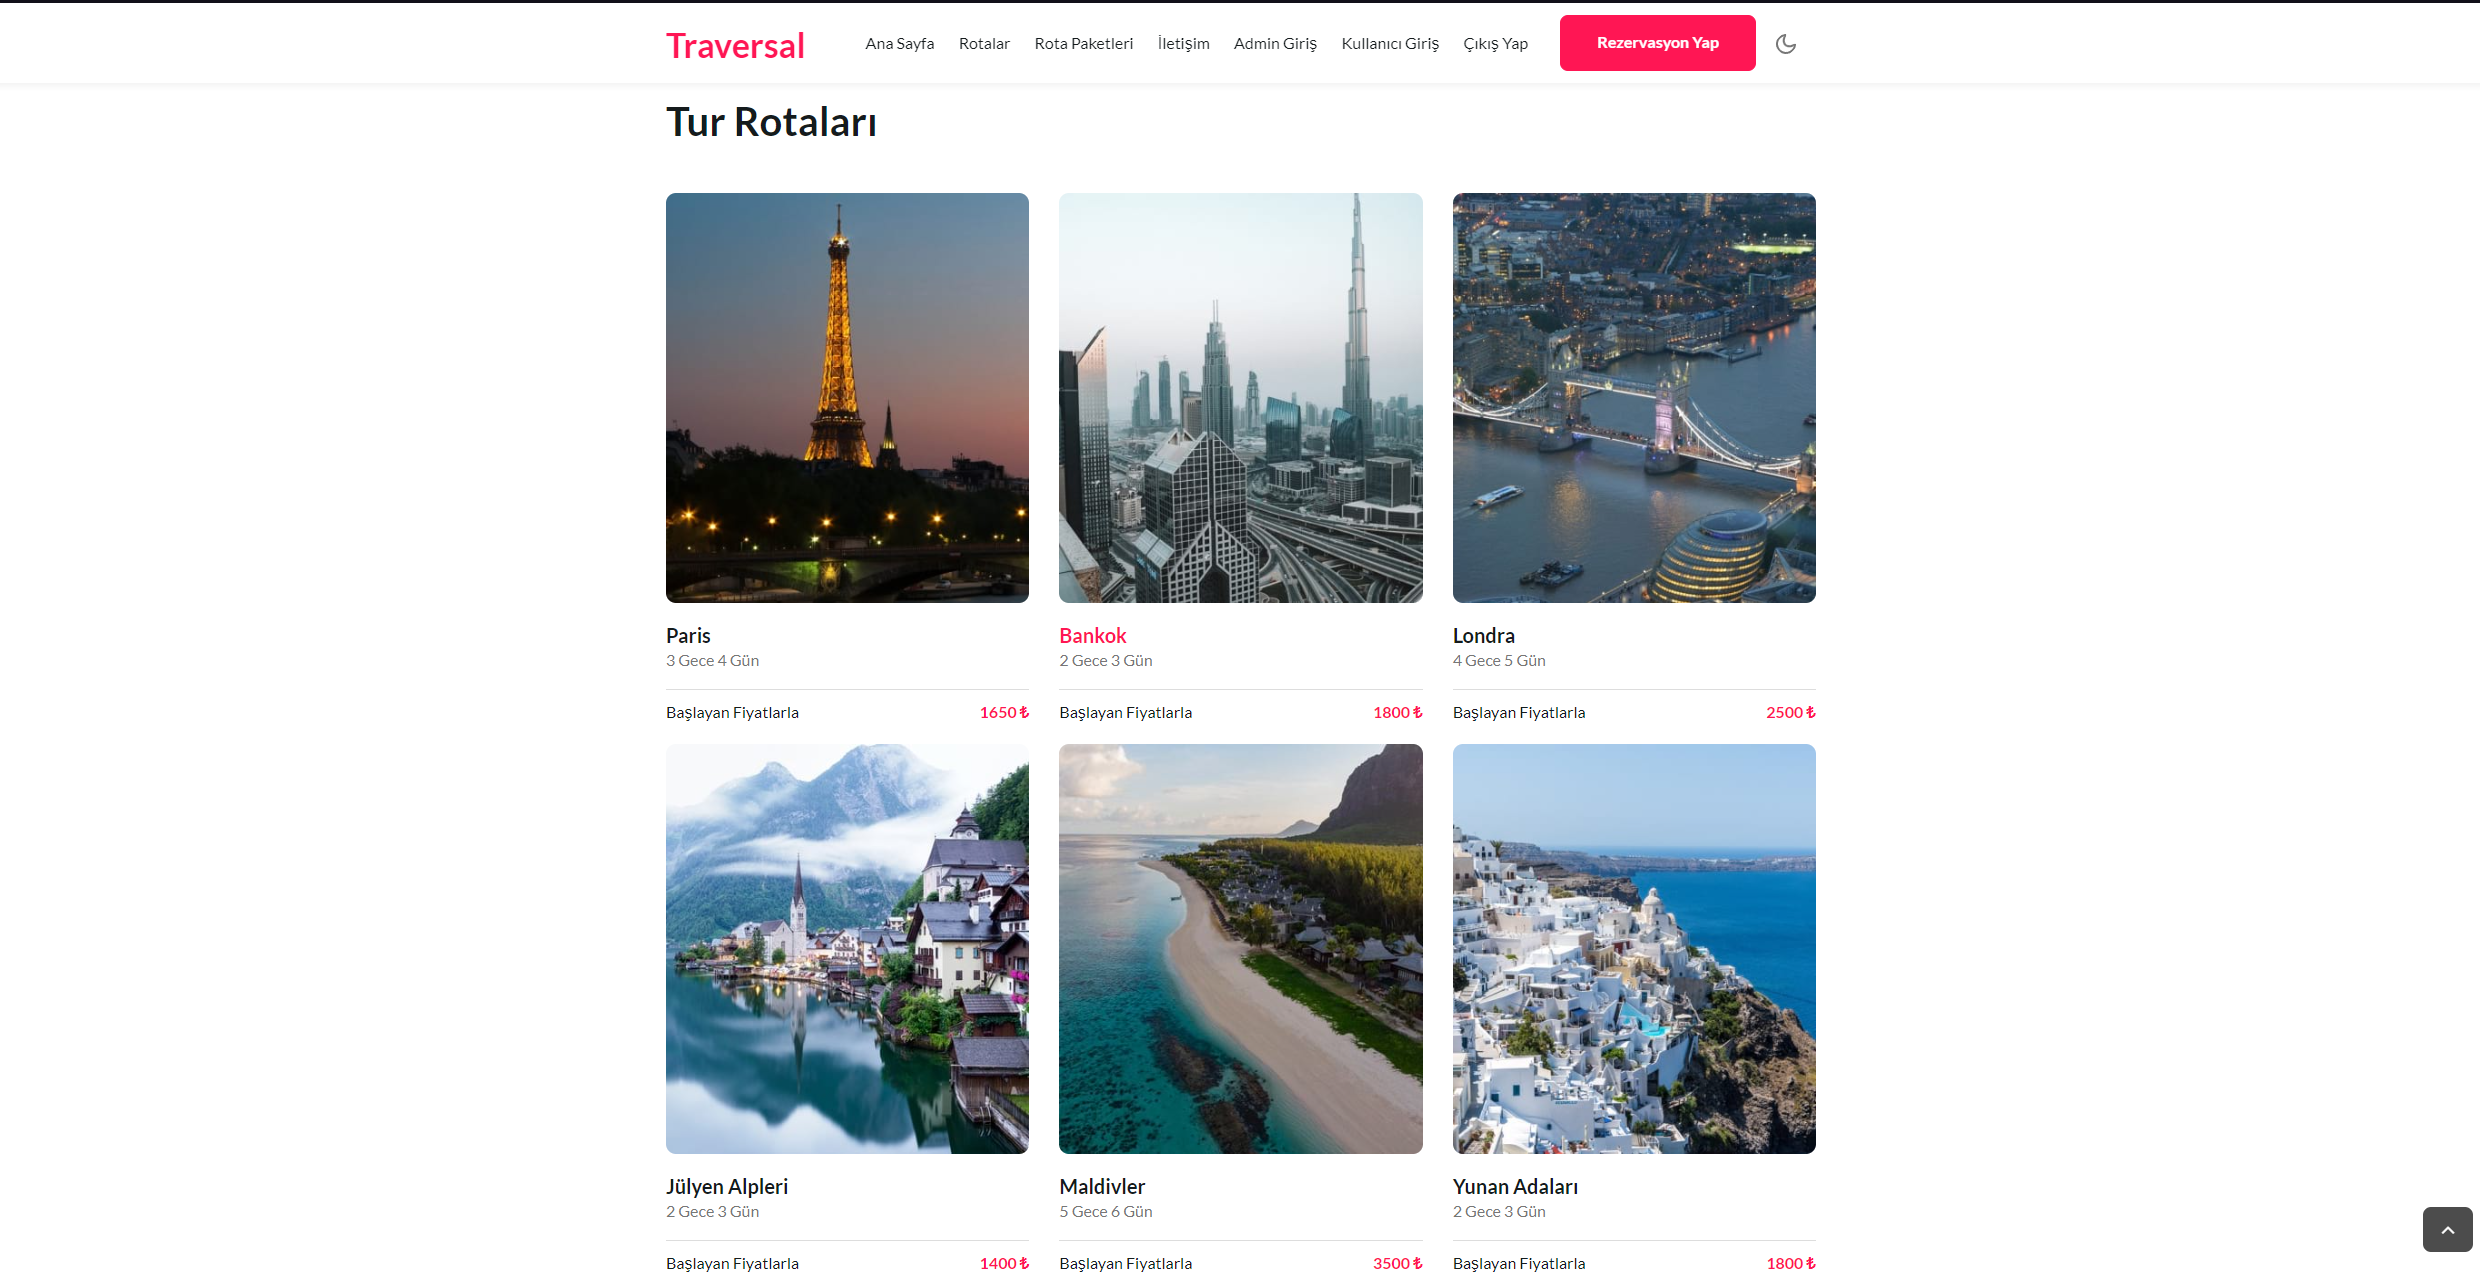 Traversal
Ana Sayfa
Rotalar
Rota Paketleri
İletişim
Admin Giriş
Kullanıcı Giriş
Çıkış Yap
Rezervasyon Yap
Tur Rotaları
Paris
3 Gece 4 Gün
Başlayan Fiyatlarla 1650 ₺
Bankok
2 Gece 3 Gün
Başlayan Fiyatlarla 1800 ₺
Londra
4 Gece 5 Gün
Başlayan Fiyatlarla 2500 ₺
Jülyen Alpleri
2 Gece 3 Gün
Başlayan Fiyatlarla 1400 ₺
Maldivler
5 Gece 6 Gün
Başlayan Fiyatlarla 3500 ₺
Yunan Adaları
2 Gece 3 Gün
Başlayan Fiyatlarla 1800 ₺